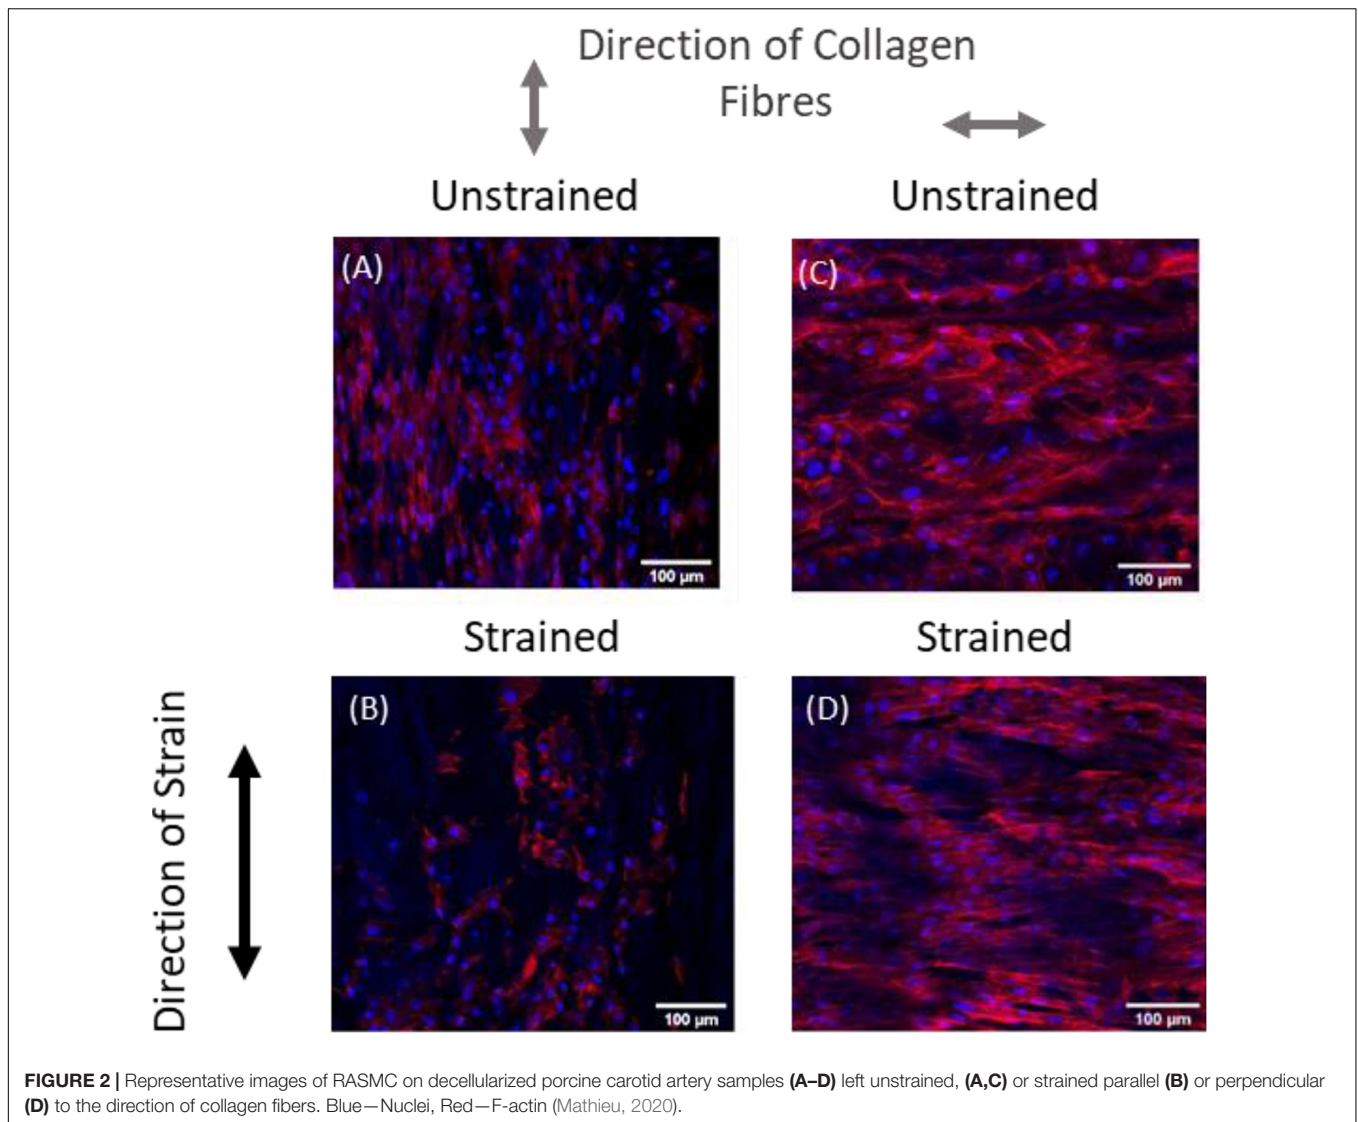 Direction of Collagen
Fibres
Unstrained
Unstrained
(A)
(C)
100 µm
100 µm
Strained
Strained
Direction of Strain
(B)
(D)
100 µm
100 µm
FIGURE 2 | Representative images of RASMC on decellularized porcine carotid artery samples (A–D) left unstrained, (A,C) or strained parallel (B) or perpendicular
(D) to the direction of collagen fibers. Blue—Nuclei, Red—F-actin (Mathieu, 2020).